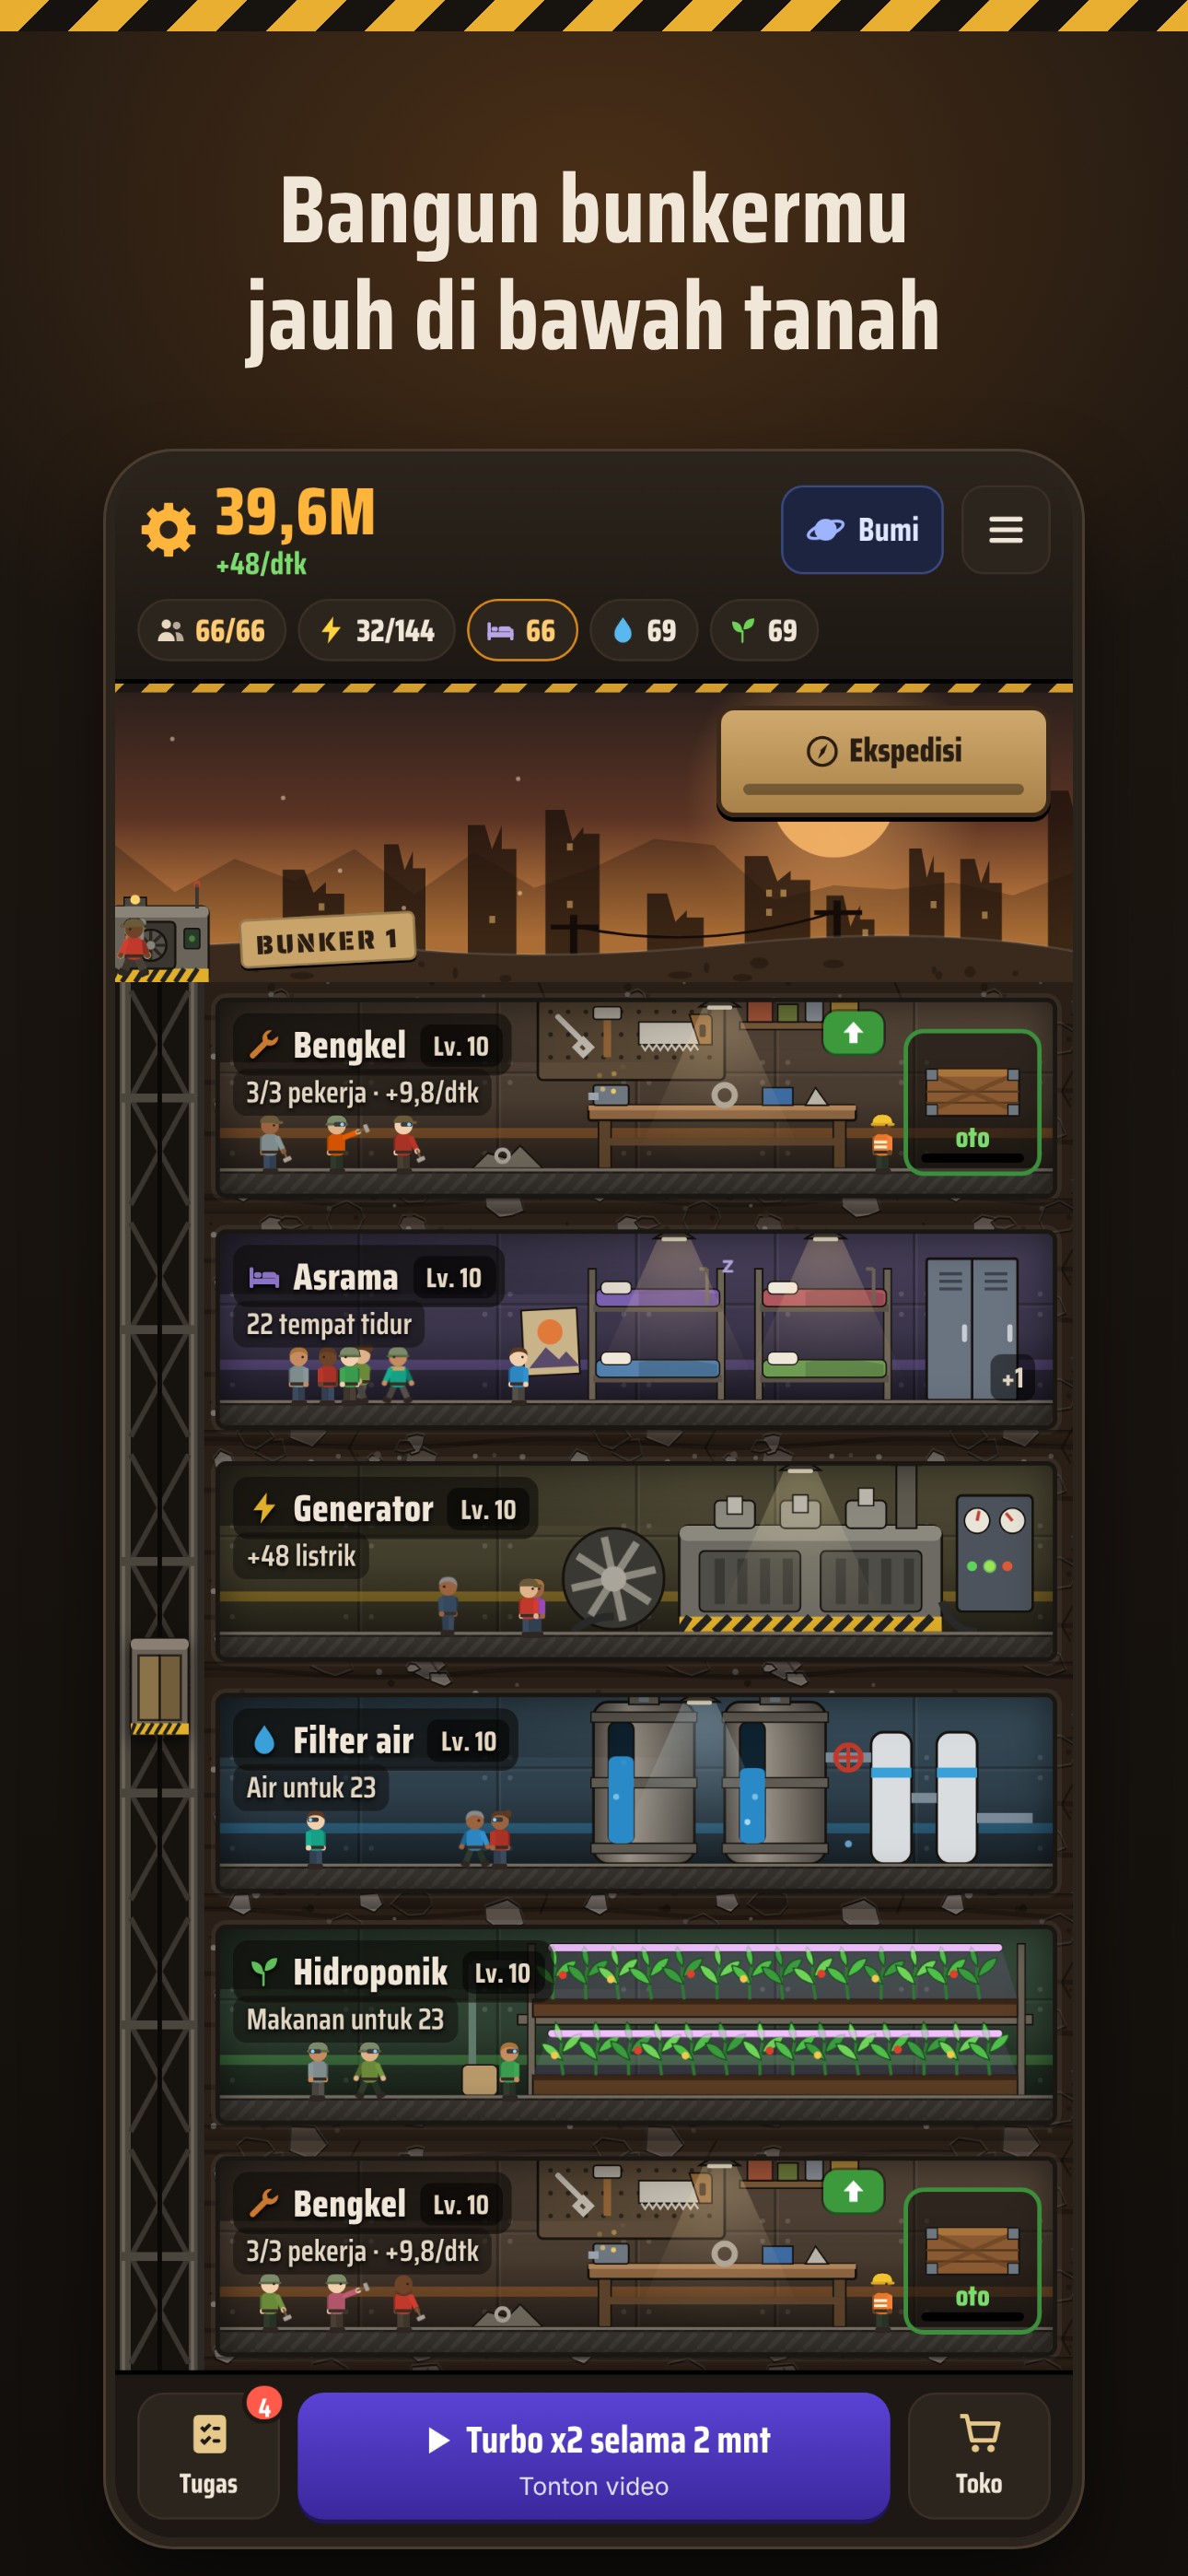 Bangun bunkermu
jauh di bawah tanah
39,6M
+48/dtk
Bumi
66/66
32/144
66
69
69
Ekspedisi
BUNKER 1
Bengkel Lv. 10
3/3 pekerja · +9,8/dtk
oto
Asrama Lv. 10
22 tempat tidur
z
+1
Generator Lv. 10
+48 listrik
Filter air Lv. 10
Air untuk 23
Hidroponik Lv. 10
Makanan untuk 23
Bengkel Lv. 10
3/3 pekerja · +9,8/dtk
oto
4
Tugas
Turbo x2 selama 2 mnt
Tonton video
Toko